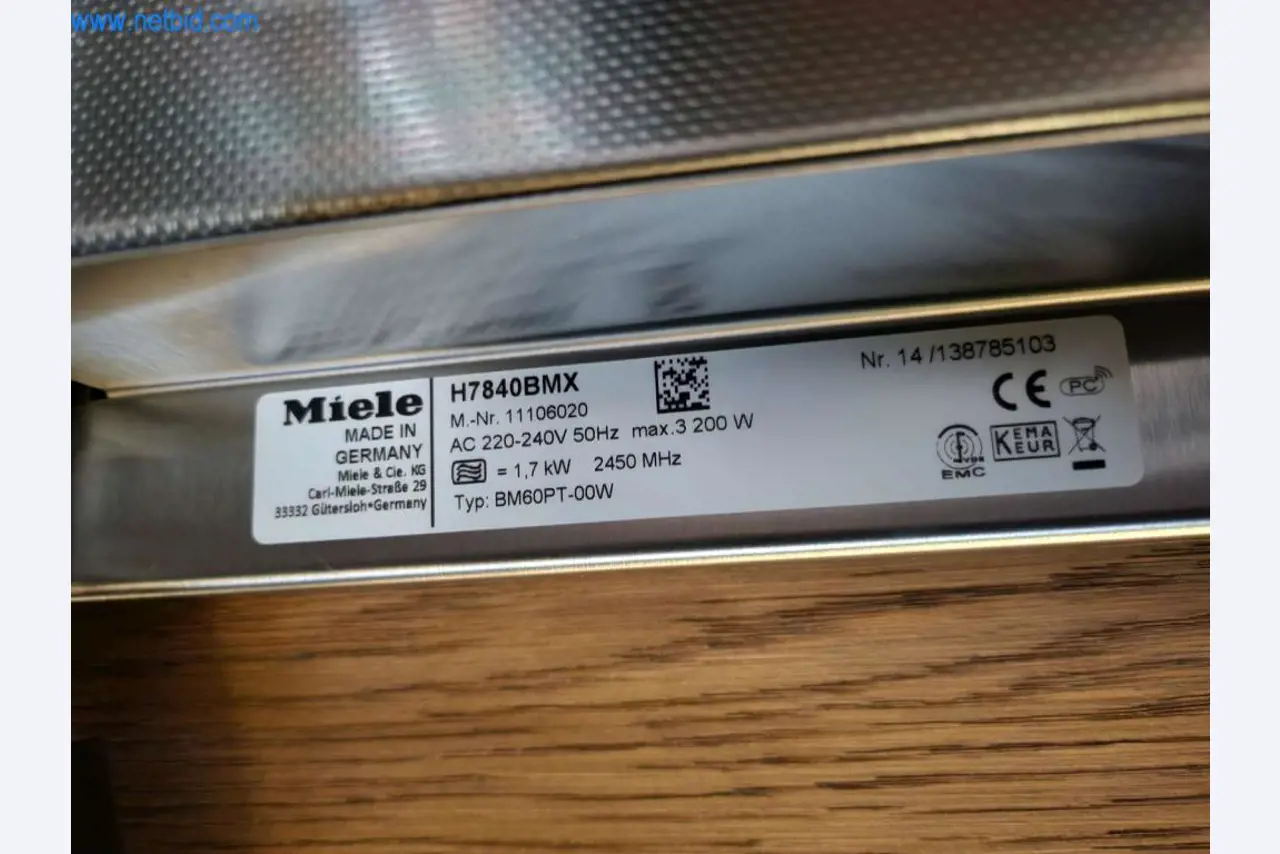 www.netbid.com
Miele
MADE IN
GERMANY
Miele & Cie. KG
Carl-Miele-Straße 29
33332 Gütersloh•Germany
H7840BMX
M.-Nr. 11106020
AC 220-240V 50Hz max.3 200 W
= 1,7 kW 2450 MHz
Typ: BM60PT-00W
Nr. 14 /138785103
CE PC
EMC
KEMA
KEUR